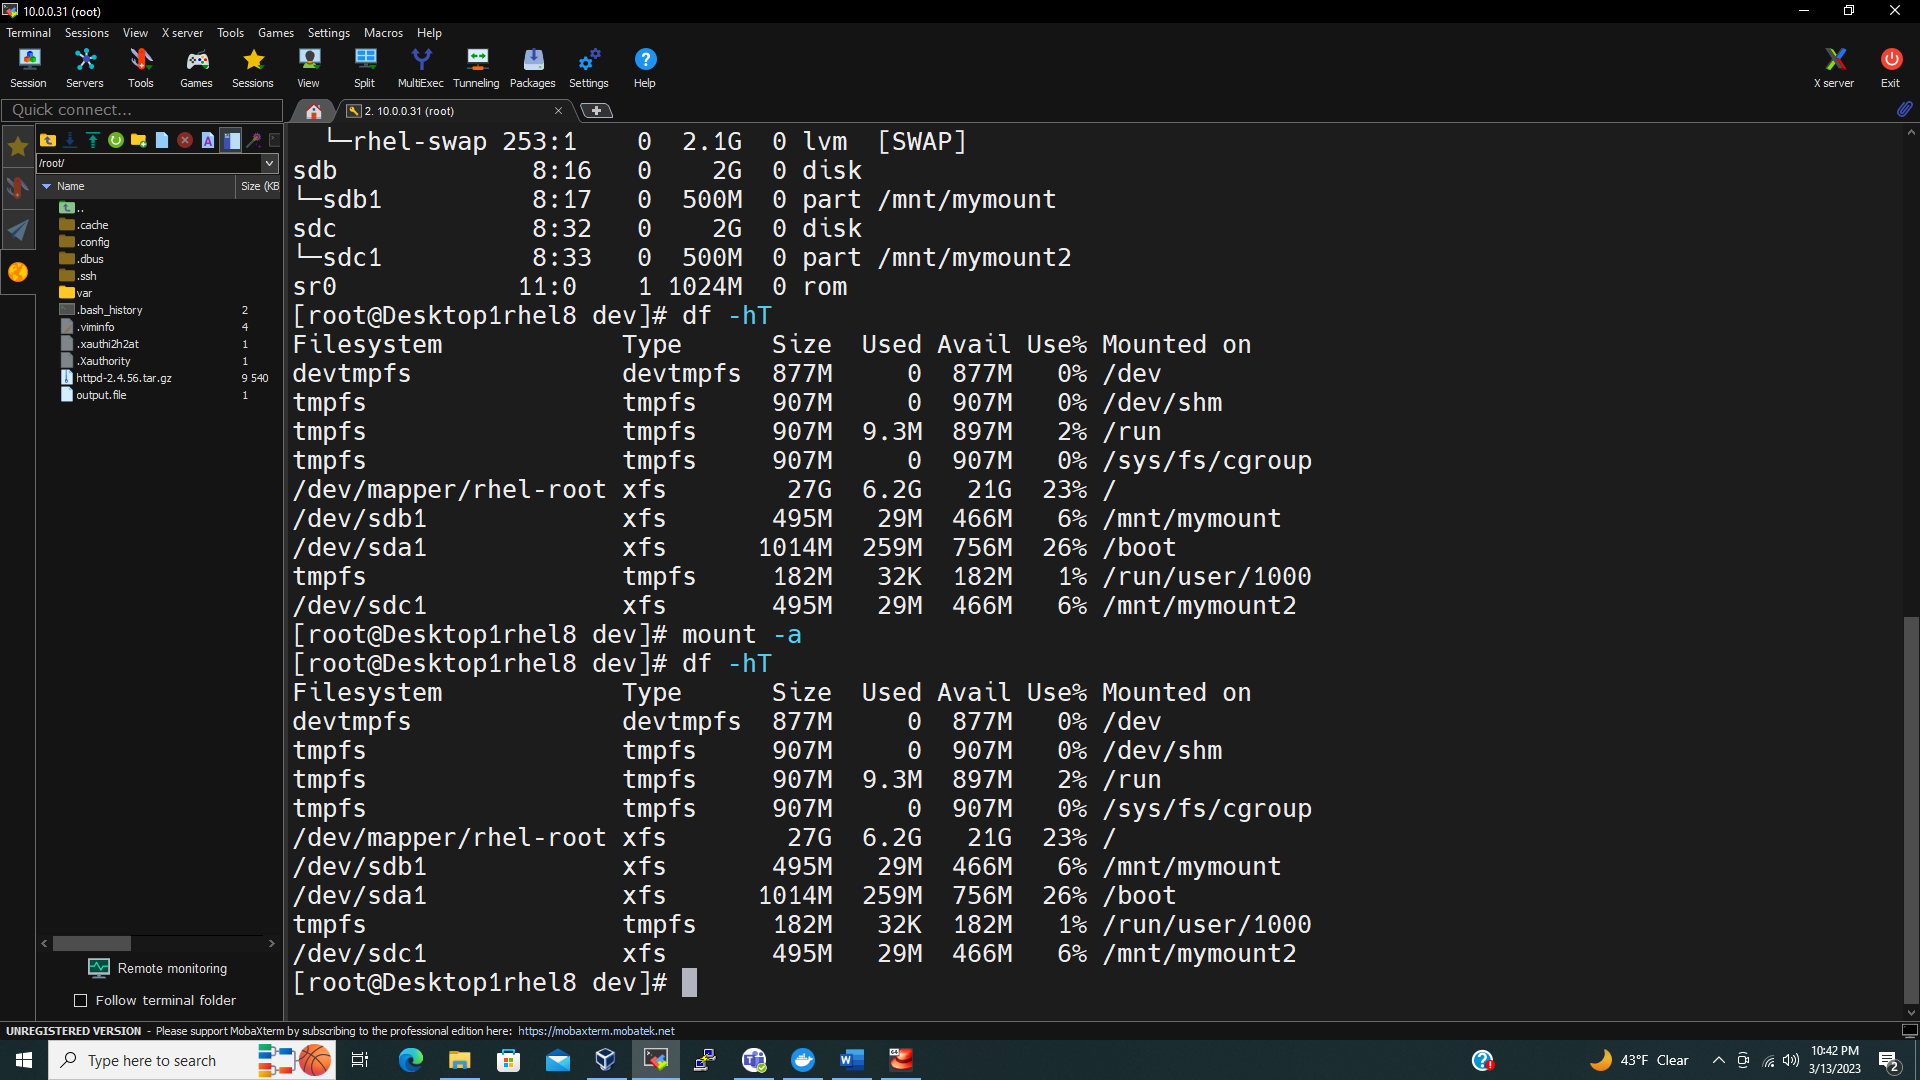 10.0.0.31 (root)
Terminal Sessions View X server Tools Games Settings Macros Help
Session Servers Tools Games Sessions View Split MultiExec Tunneling Packages Settings Help X server Exit
Quick connect... 2. 10.0.0.31 (root)
/root/
Name Size (KB
..
.cache
.config
.dbus
.ssh
var
.bash_history 2
.viminfo 4
.xauthi2h2at 1
.Xauthority 1
httpd-2.4.56.tar.gz 9 540
output.file 1
Remote monitoring
Follow terminal folder
└─rhel-swap 253:1 0 2.1G 0 lvm [SWAP]
sdb 8:16 0 2G 0 disk
└─sdb1 8:17 0 500M 0 part /mnt/mymount
sdc 8:32 0 2G 0 disk
└─sdc1 8:33 0 500M 0 part /mnt/mymount2
sr0 11:0 1 1024M 0 rom
[root@Desktop1rhel8 dev]# df -hT
Filesystem Type Size Used Avail Use% Mounted on
devtmpfs devtmpfs 877M 0 877M 0% /dev
tmpfs tmpfs 907M 0 907M 0% /dev/shm
tmpfs tmpfs 907M 9.3M 897M 2% /run
tmpfs tmpfs 907M 0 907M 0% /sys/fs/cgroup
/dev/mapper/rhel-root xfs 27G 6.2G 21G 23% /
/dev/sdb1 xfs 495M 29M 466M 6% /mnt/mymount
/dev/sda1 xfs 1014M 259M 756M 26% /boot
tmpfs tmpfs 182M 32K 182M 1% /run/user/1000
/dev/sdc1 xfs 495M 29M 466M 6% /mnt/mymount2
[root@Desktop1rhel8 dev]# mount -a
[root@Desktop1rhel8 dev]# df -hT
Filesystem Type Size Used Avail Use% Mounted on
devtmpfs devtmpfs 877M 0 877M 0% /dev
tmpfs tmpfs 907M 0 907M 0% /dev/shm
tmpfs tmpfs 907M 9.3M 897M 2% /run
tmpfs tmpfs 907M 0 907M 0% /sys/fs/cgroup
/dev/mapper/rhel-root xfs 27G 6.2G 21G 23% /
/dev/sdb1 xfs 495M 29M 466M 6% /mnt/mymount
/dev/sda1 xfs 1014M 259M 756M 26% /boot
tmpfs tmpfs 182M 32K 182M 1% /run/user/1000
/dev/sdc1 xfs 495M 29M 466M 6% /mnt/mymount2
[root@Desktop1rhel8 dev]#
UNREGISTERED VERSION - Please support MobaXterm by subscribing to the professional edition here: https://mobaxterm.mobatek.net
Type here to search
43°F Clear
10:42 PM
3/13/2023
2